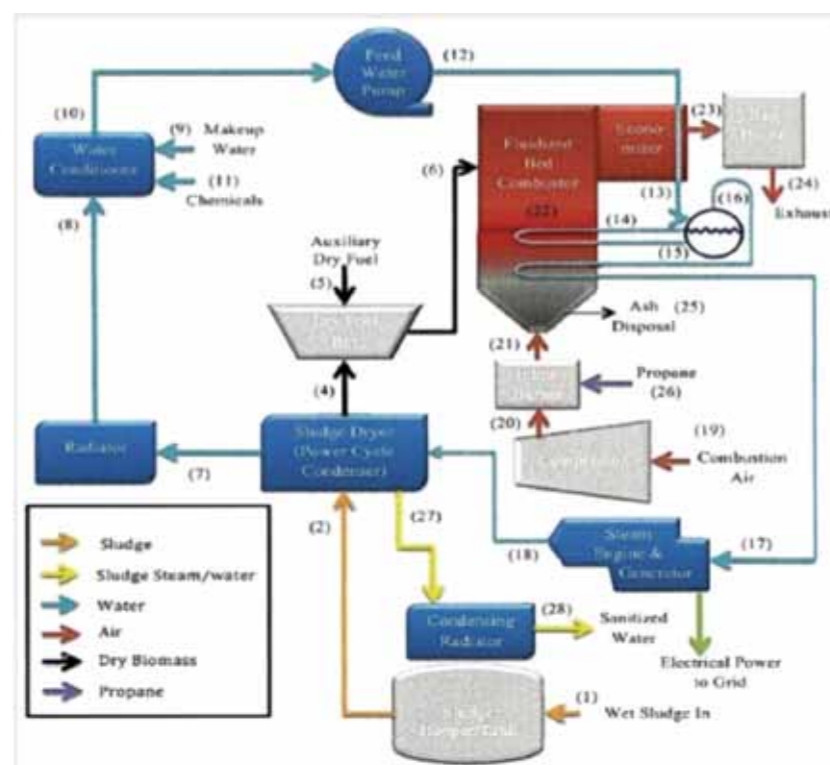 (12)
Feed
Water
Pump
(10)
(9) Makeup
Water
Water
Conditioner
(11)
Chemicals
(8)
(6)
(23)
Econo-
mizer
Fluidized
Bed
Combustor
(22)
(13)
(14)
(15)
(16)
(24)
Exhaust
Auxiliary
Dry Fuel
(5)
(4)
Ash (25)
Disposal
(21)
Propane
(26)
(20)
(19)
Combustion
Air
Radiator
(7)
Sludge Dryer
(Power Cycle
Condenser)
(2)
(27)
(18)
Steam
Engine &
Generator
(17)
Condensing
Radiator
(28)
Sanitized
Water
Electrical Power
to Grid
(1)
Wet Sludge In
Sludge
Sludge Steam/water
Water
Air
Dry Biomass
Propane